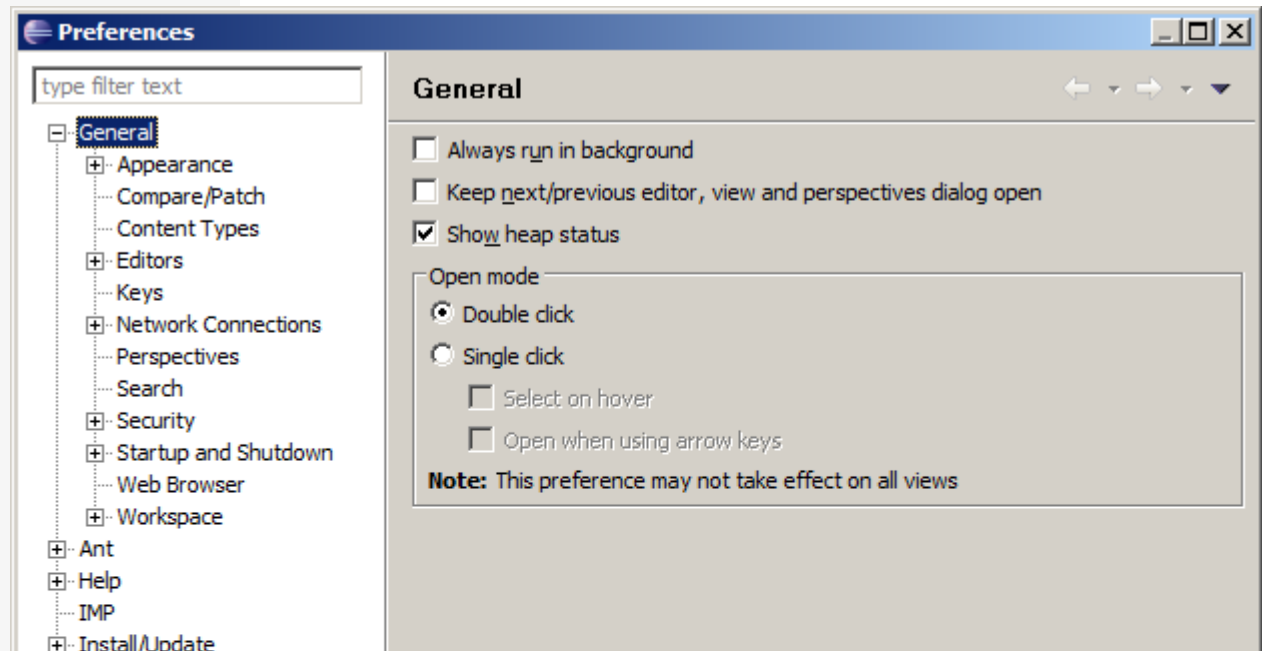 Preferences
type filter text
General
Appearance
Compare/Patch
Content Types
Editors
Keys
Network Connections
Perspectives
Search
Security
Startup and Shutdown
Web Browser
Workspace
Ant
Help
IMP
Install/Update
General
Always run in background
Keep next/previous editor, view and perspectives dialog open
Show heap status
Open mode
Double click
Single click
Select on hover
Open when using arrow keys
Note: This preference may not take effect on all views